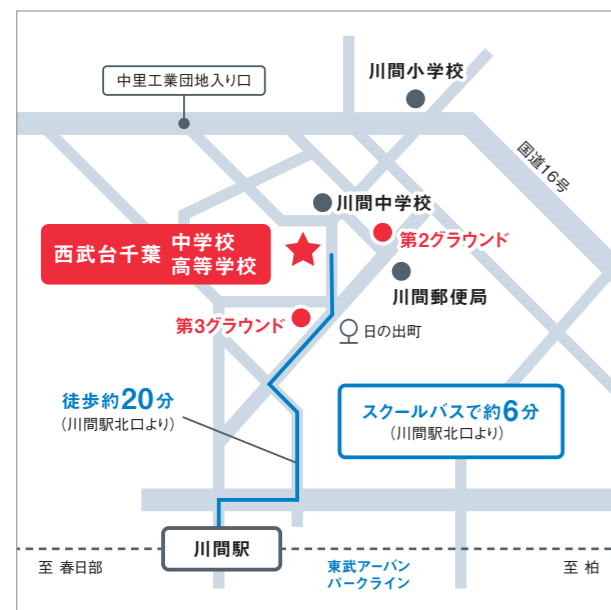 川間小学校
中里工業団地入り口
国道16号
川間中学校
第2グラウンド
西武台千葉 中学校
高等学校
川間郵便局
第3グラウンド
日の出町
徒歩約20分
(川間駅北口より)
スクールバスで約6分
(川間駅北口より)
川間駅
至 春日部
東武アーバン
パークライン
至 柏